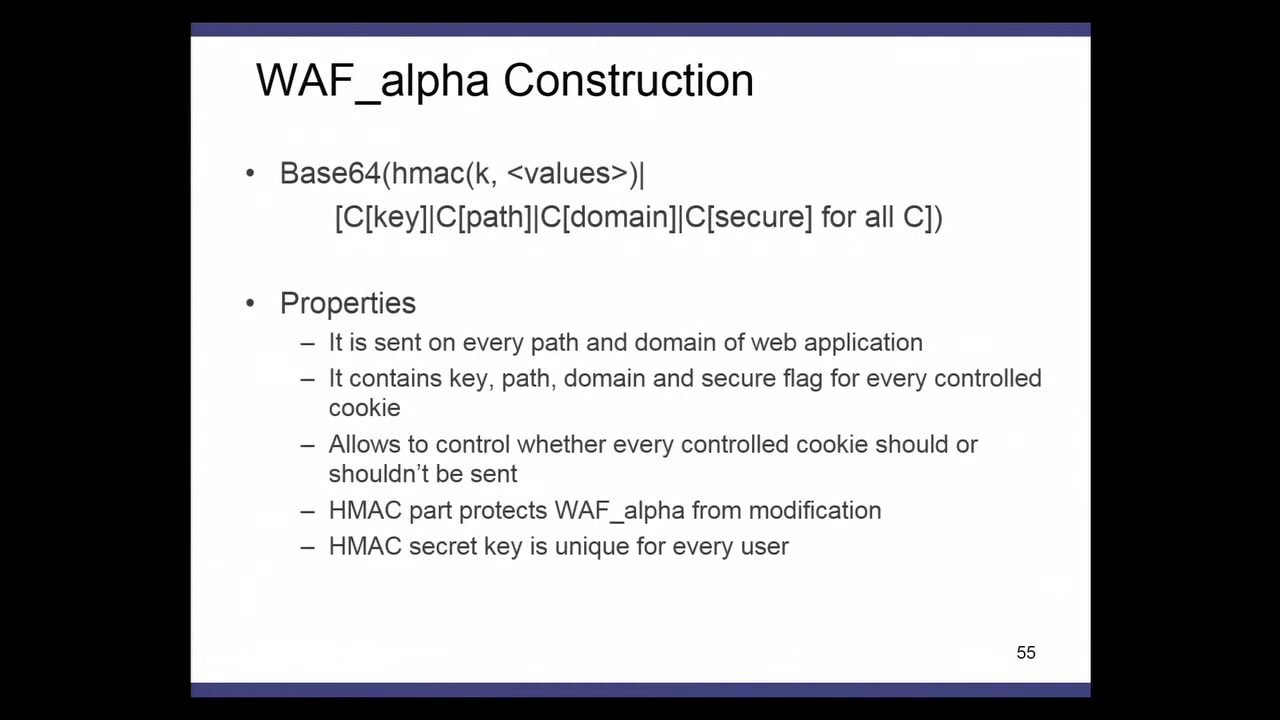 WAF_alpha Construction
• Base64(hmac(k, <values>)|
[C[key]|C[path]|C[domain]|C[secure] for all C])
• Properties
– It is sent on every path and domain of web application
– It contains key, path, domain and secure flag for every controlled
cookie
– Allows to control whether every controlled cookie should or
shouldn't be sent
– HMAC part protects WAF_alpha from modification
– HMAC secret key is unique for every user
55